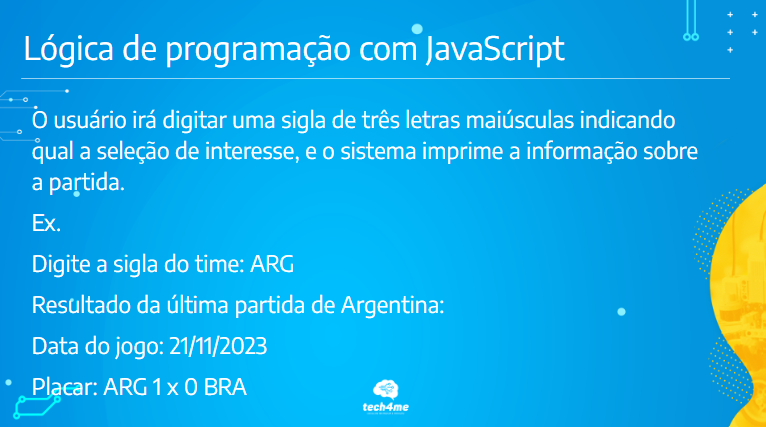 Lógica de programação com JavaScript
O usuário irá digitar uma sigla de três letras maiúsculas indicando
qual a seleção de interesse, e o sistema imprime a informação sobre
a partida.
Ex.
Digite a sigla do time: ARG
Resultado da última partida de Argentina:
Data do jogo: 21/11/2023
Placar: ARG 1 x 0 BRA
tech4me